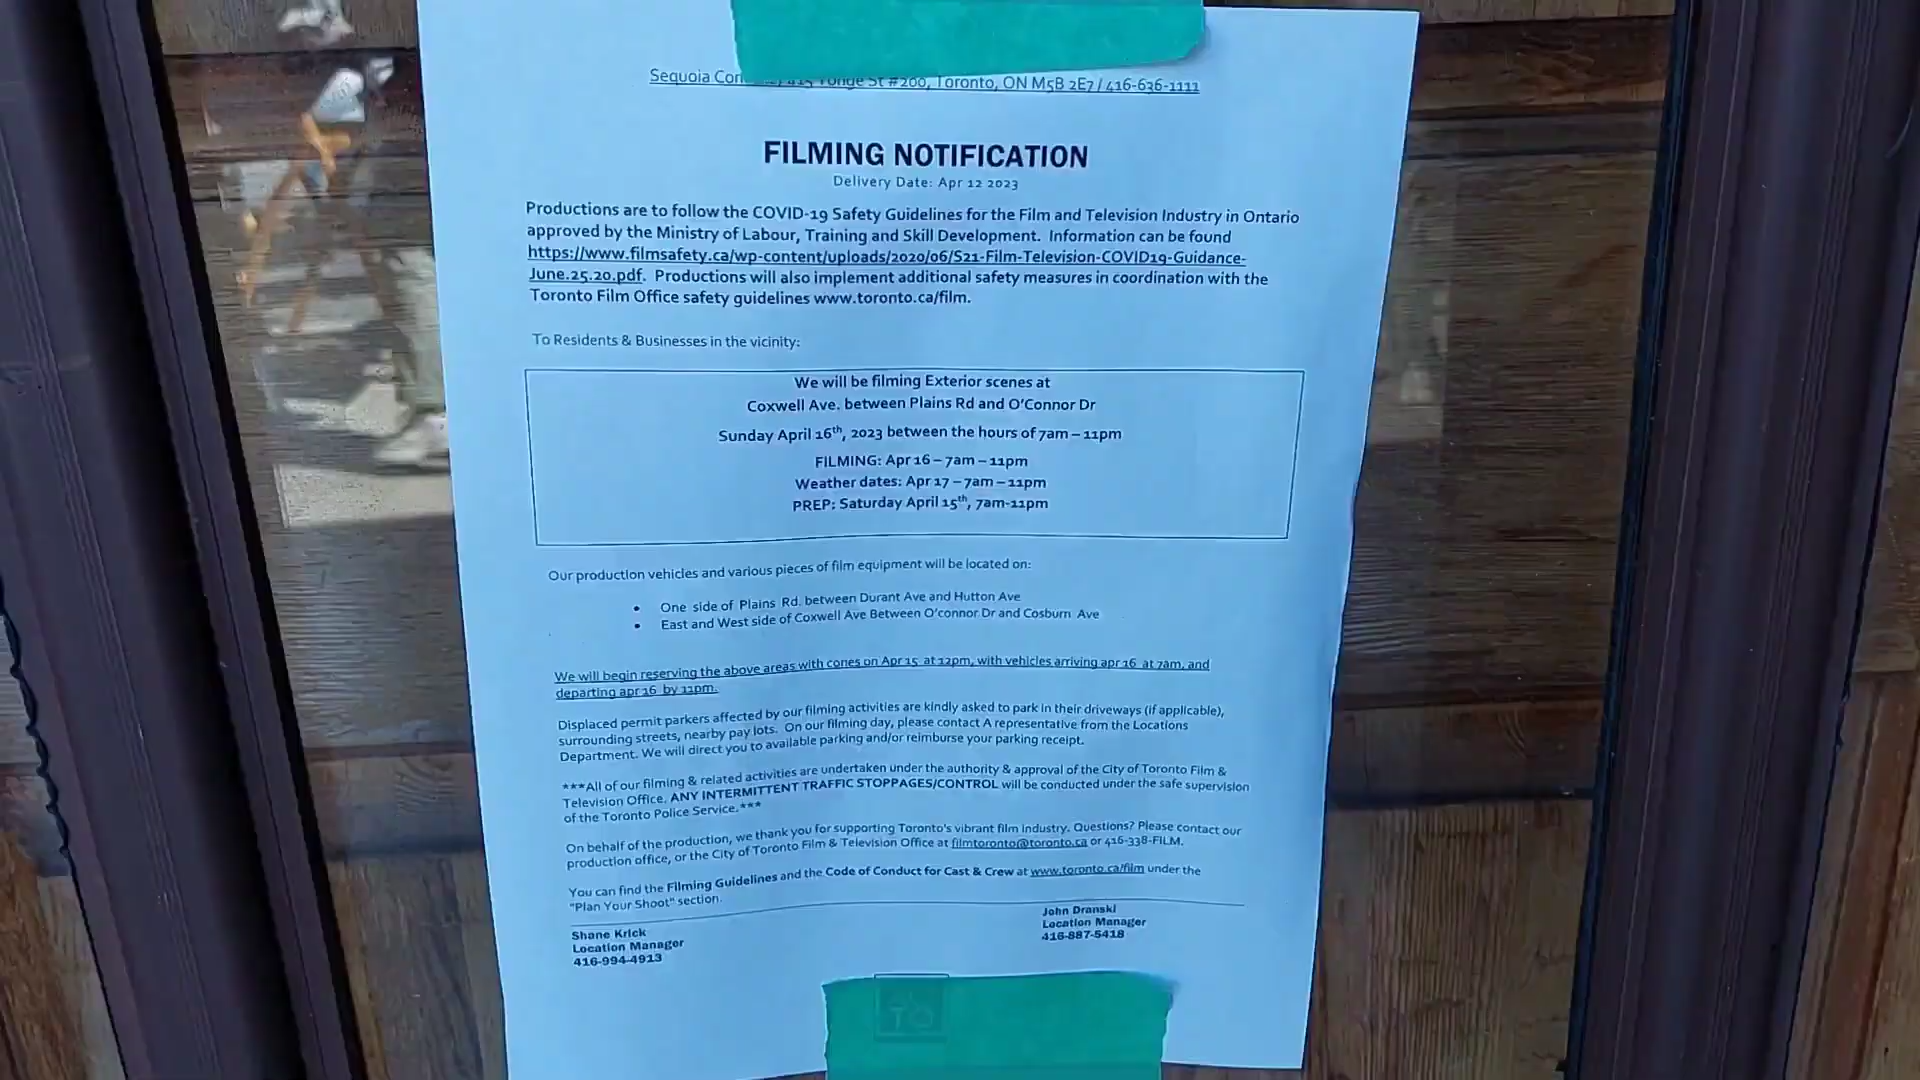 Sequoia Yonge St #200, Toronto, ON M5B 2E7 / 416-636-1111
FILMING NOTIFICATION
Delivery Date: Apr 12 2023
Productions are to follow the COVID-19 Safety Guidelines for the Film and Television Industry in Ontario
approved by the Ministry of Labour, Training and Skill Development. Information can be found
https://www.filmsafety.ca/wp-content/uploads/2020/06/S21-Film-Television-COVID19-Guidance-
June.25.20.pdf. Productions will also implement additional safety measures in coordination with the
Toronto Film Office safety guidelines www.toronto.ca/film.
To Residents & Businesses in the vicinity:
We will be filming Exterior scenes at
Coxwell Ave. between Plains Rd and O'Connor Dr
Sunday April 16th, 2023 between the hours of 7am – 11pm
FILMING: Apr 16 – 7am – 11pm
Weather dates: Apr 17 – 7am – 11pm
PREP: Saturday April 15th, 7am-11pm
Our production vehicles and various pieces of film equipment will be located on:
• One side of Plains Rd. between Durant Ave and Hutton Ave
• East and West side of Coxwell Ave Between O'connor Dr and Cosburn Ave
We will begin reserving the above areas with cones on Apr 15 at 12pm, with vehicles arriving apr 16 at 7am, and
departing apr 16 by 11pm.
Displaced permit parkers affected by our filming activities are kindly asked to park in their driveways (if applicable),
surrounding streets, nearby pay lots. On our filming day, please contact A representative from the Locations
Department. We will direct you to available parking and/or reimburse your parking receipt.
***All of our filming & related activities are undertaken under the authority & approval of the City of Toronto Film &
Television Office. ANY INTERMITTENT TRAFFIC STOPPAGES/CONTROL will be conducted under the safe supervision
of the Toronto Police Service.***
On behalf of the production, we thank you for supporting Toronto's vibrant film industry. Questions? Please contact our
production office, or the City of Toronto Film & Television Office at filmtoronto@toronto.ca or 416-338-FILM.
You can find the Filming Guidelines and the Code of Conduct for Cast & Crew at www.toronto.ca/film under the
"Plan Your Shoot" section.
Shane Krick
Location Manager
416-994-4913
John Dranski
Location Manager
416-887-5418